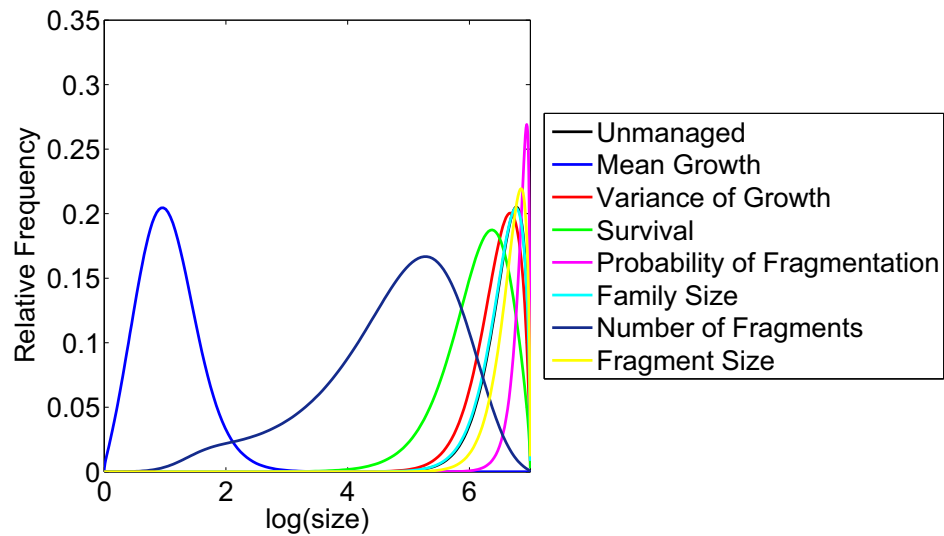 0.35
0.3
0.25
0.2
0.15
0.1
0.05
0
Relative Frequency
0 2 4 6
log(size)
Unmanaged
Mean Growth
Variance of Growth
Survival
Probability of Fragmentation
Family Size
Number of Fragments
Fragment Size